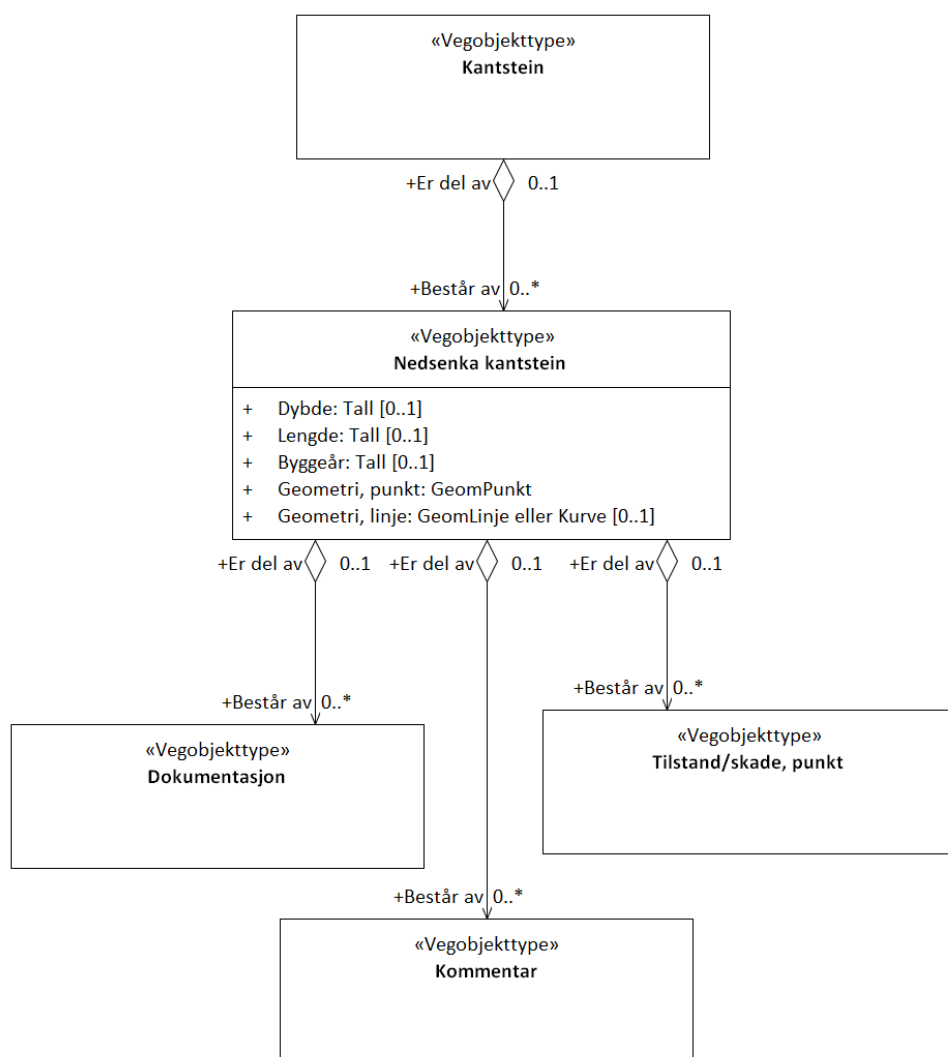 «Vegobjekttype»
Kantstein
+Er del av 0..1
+Består av 0..*
«Vegobjekttype»
Nedsenka kantstein
+ Dybde: Tall [0..1]
+ Lengde: Tall [0..1]
+ Byggeår: Tall [0..1]
+ Geometri, punkt: GeomPunkt
+ Geometri, linje: GeomLinje eller Kurve [0..1]
+Er del av 0..1 +Er del av 0..1 +Er del av 0..1
+Består av 0..*
+Består av 0..*
«Vegobjekttype»
Tilstand/skade, punkt
«Vegobjekttype»
Dokumentasjon
+Består av 0..*
«Vegobjekttype»
Kommentar